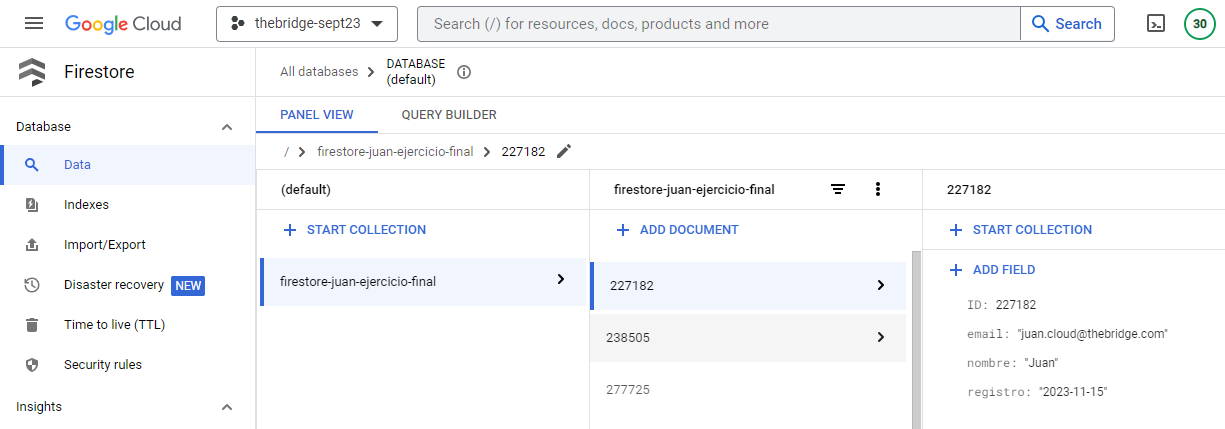 Google Cloud
thebridge-sept23
Search (/) for resources, docs, products and more
Search
30
Firestore
All databases
DATABASE
(default)
Database
PANEL VIEW
QUERY BUILDER
Data
/
firestore-juan-ejercicio-final
227182
Indexes
Import/Export
Disaster recovery NEW
Time to live (TTL)
Security rules
Insights
(default)
START COLLECTION
firestore-juan-ejercicio-final
firestore-juan-ejercicio-final
ADD DOCUMENT
227182
238505
277725
227182
START COLLECTION
ADD FIELD
ID: 227182
email: "juan.cloud@thebridge.com"
nombre: "Juan"
registro: "2023-11-15"